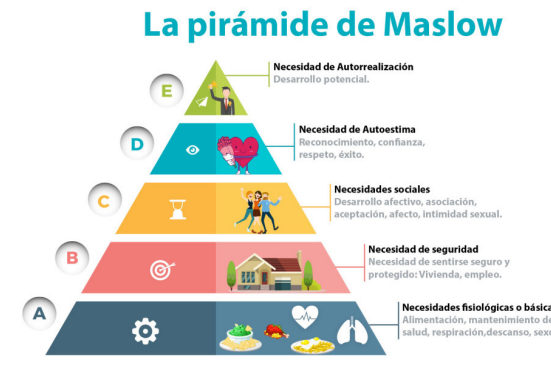 La pirámide de Maslow
E
Necesidad de Autorrealización
Desarrollo potencial.
D
Necesidad de Autoestima
Reconocimiento, confianza,
respeto, éxito.
C
Necesidades sociales
Desarrollo afectivo, asociación,
aceptación, afecto, intimidad sexual.
B
Necesidad de seguridad
Necesidad de sentirse seguro y
protegido: Vivienda, empleo.
A
Necesidades fisiológicas o básica
Alimentación, mantenimiento de
salud, respiración,descanso, sexo